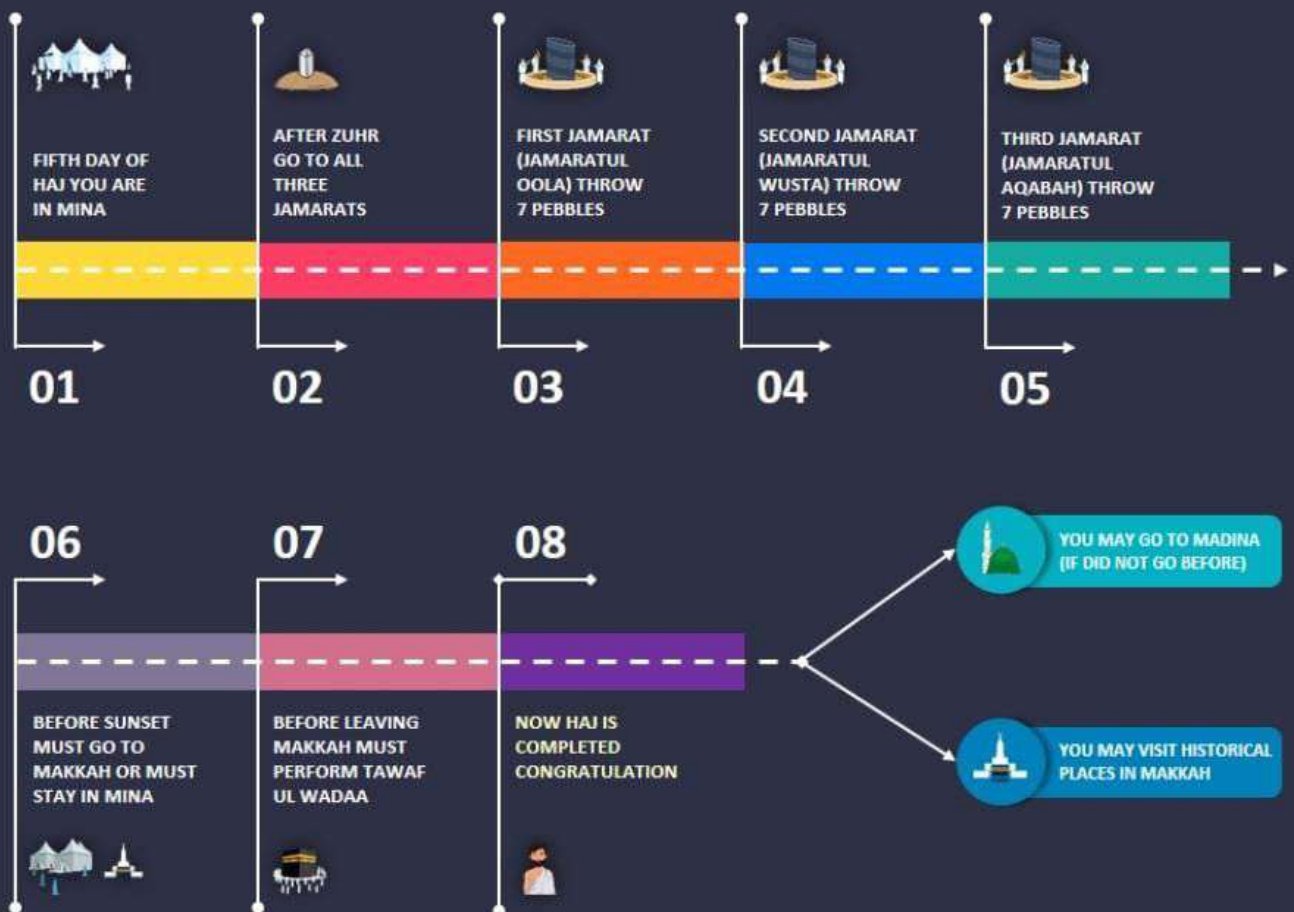 FIFTH DAY OF
HAJ YOU ARE
IN MINA
AFTER ZUHR
GO TO ALL
THREE
JAMARATS
FIRST JAMARAT
(JAMARATUL
OOLA) THROW
7 PEBBLES
SECOND JAMARAT
(JAMARATUL
WUSTA) THROW
7 PEBBLES
THIRD JAMARAT
(JAMARATUL
AQABAH) THROW
7 PEBBLES
01
02
03
04
05
06
07
08
BEFORE SUNSET
MUST GO TO
MAKKAH OR MUST
STAY IN MINA
BEFORE LEAVING
MAKKAH MUST
PERFORM TAWAF
UL WADAA
NOW HAJ IS
COMPLETED
CONGRATULATION
YOU MAY GO TO MADINA
(IF DID NOT GO BEFORE)
YOU MAY VISIT HISTORICAL
PLACES IN MAKKAH